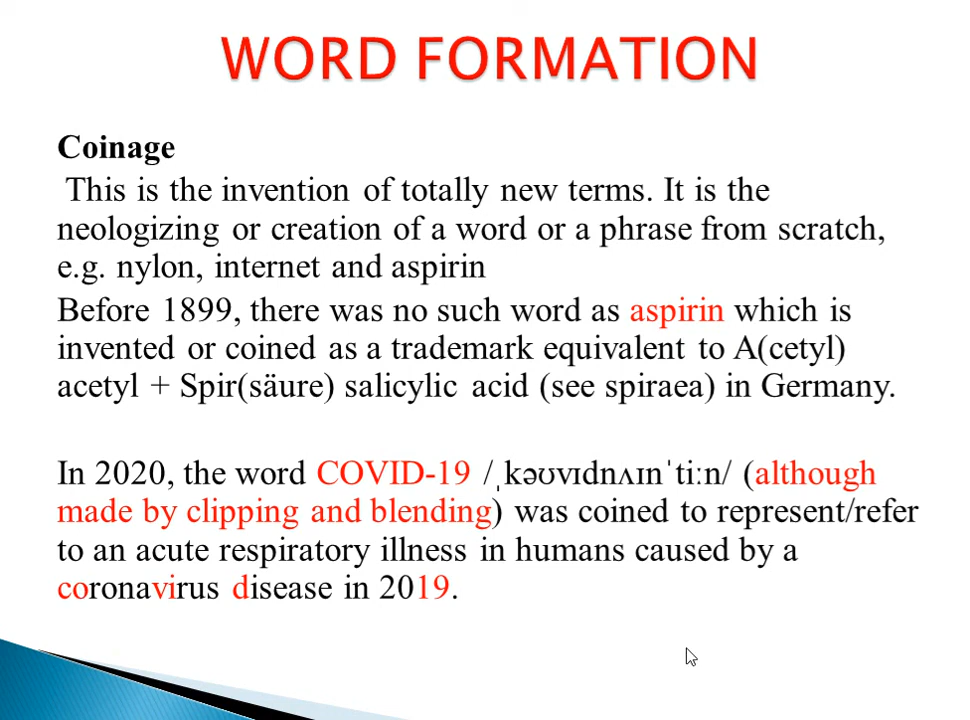 WORD FORMATION
Coinage
This is the invention of totally new terms. It is the
neologizing or creation of a word or a phrase from scratch,
e.g. nylon, internet and aspirin
Before 1899, there was no such word as aspirin which is
invented or coined as a trademark equivalent to A(cetyl)
acetyl + Spir(säure) salicylic acid (see spiraea) in Germany.
In 2020, the word COVID-19 /ˌkəʊvɪdnʌɪnˈtiːn/ (although
made by clipping and blending) was coined to represent/refer
to an acute respiratory illness in humans caused by a
coronavirus disease in 2019.